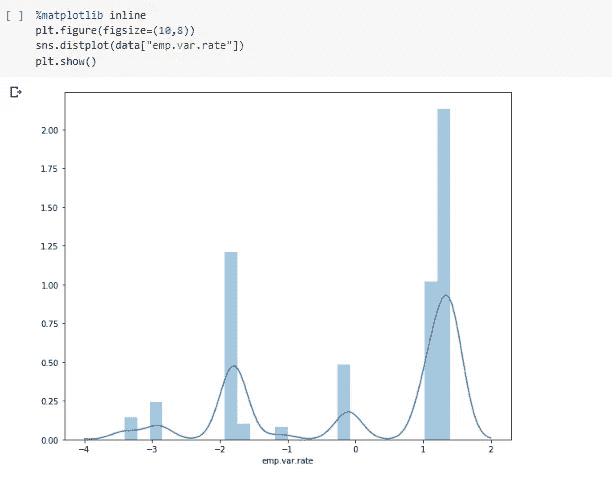 [ ] %matplotlib inline
plt.figure(figsize=(10,8))
sns.distplot(data["emp.var.rate"])
plt.show()
2.00
1.75
1.50
1.25
1.00
0.75
0.50
0.25
0.00
−4 −3 −2 −1 0 1 2
emp.var.rate